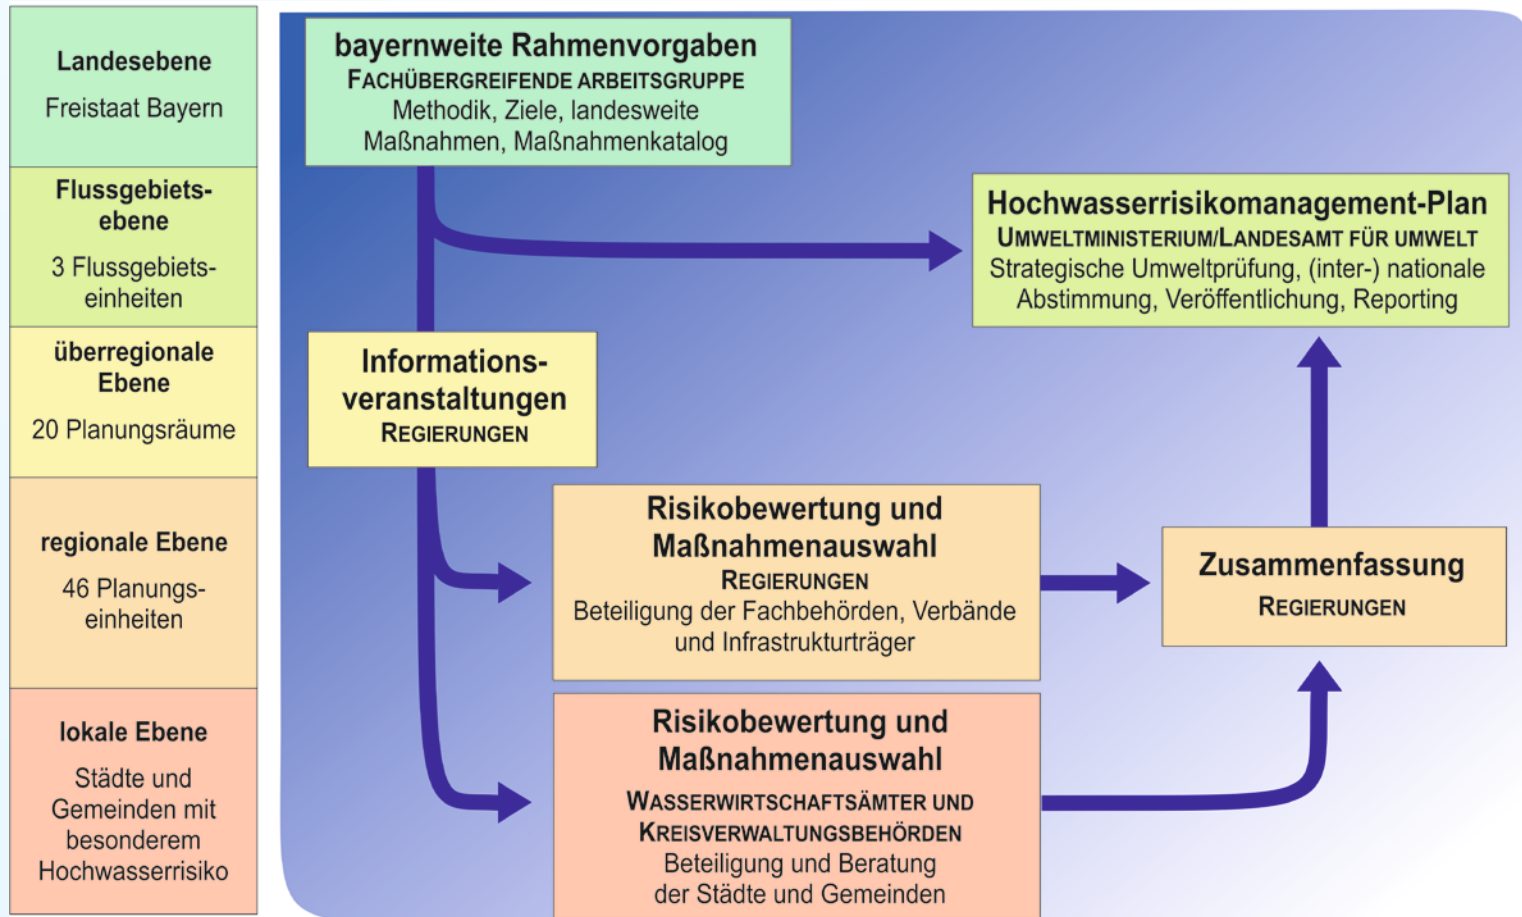 Landesebene
Freistaat Bayern
Flussgebiets-
ebene
3 Flussgebiets-
einheiten
überregionale
Ebene
20 Planungsräume
regionale Ebene
46 Planungs-
einheiten
lokale Ebene
Städte und
Gemeinden mit
besonderem
Hochwasserrisiko
bayernweite Rahmenvorgaben
FACHÜBERGREIFENDE ARBEITSGRUPPE
Methodik, Ziele, landesweite
Maßnahmen, Maßnahmenkatalog
Hochwasserrisikomanagement-Plan
UMWELTMINISTERIUM/LANDESAMT FÜR UMWELT
Strategische Umweltprüfung, (inter-) nationale
Abstimmung, Veröffentlichung, Reporting
Informations-
veranstaltungen
REGIERUNGEN
Risikobewertung und
Maßnahmenauswahl
REGIERUNGEN
Beteiligung der Fachbehörden, Verbände
und Infrastrukturträger
Zusammenfassung
REGIERUNGEN
Risikobewertung und
Maßnahmenauswahl
WASSERWIRTSCHAFTSÄMTER UND
KREISVERWALTUNGSBEHÖRDEN
Beteiligung und Beratung
der Städte und Gemeinden